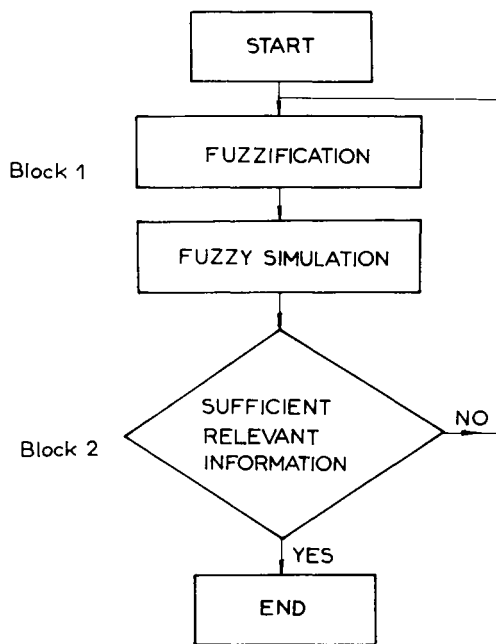 START
Block 1
FUZZIFICATION
FUZZY SIMULATION
Block 2
SUFFICIENT
RELEVANT
INFORMATION
NO
YES
END